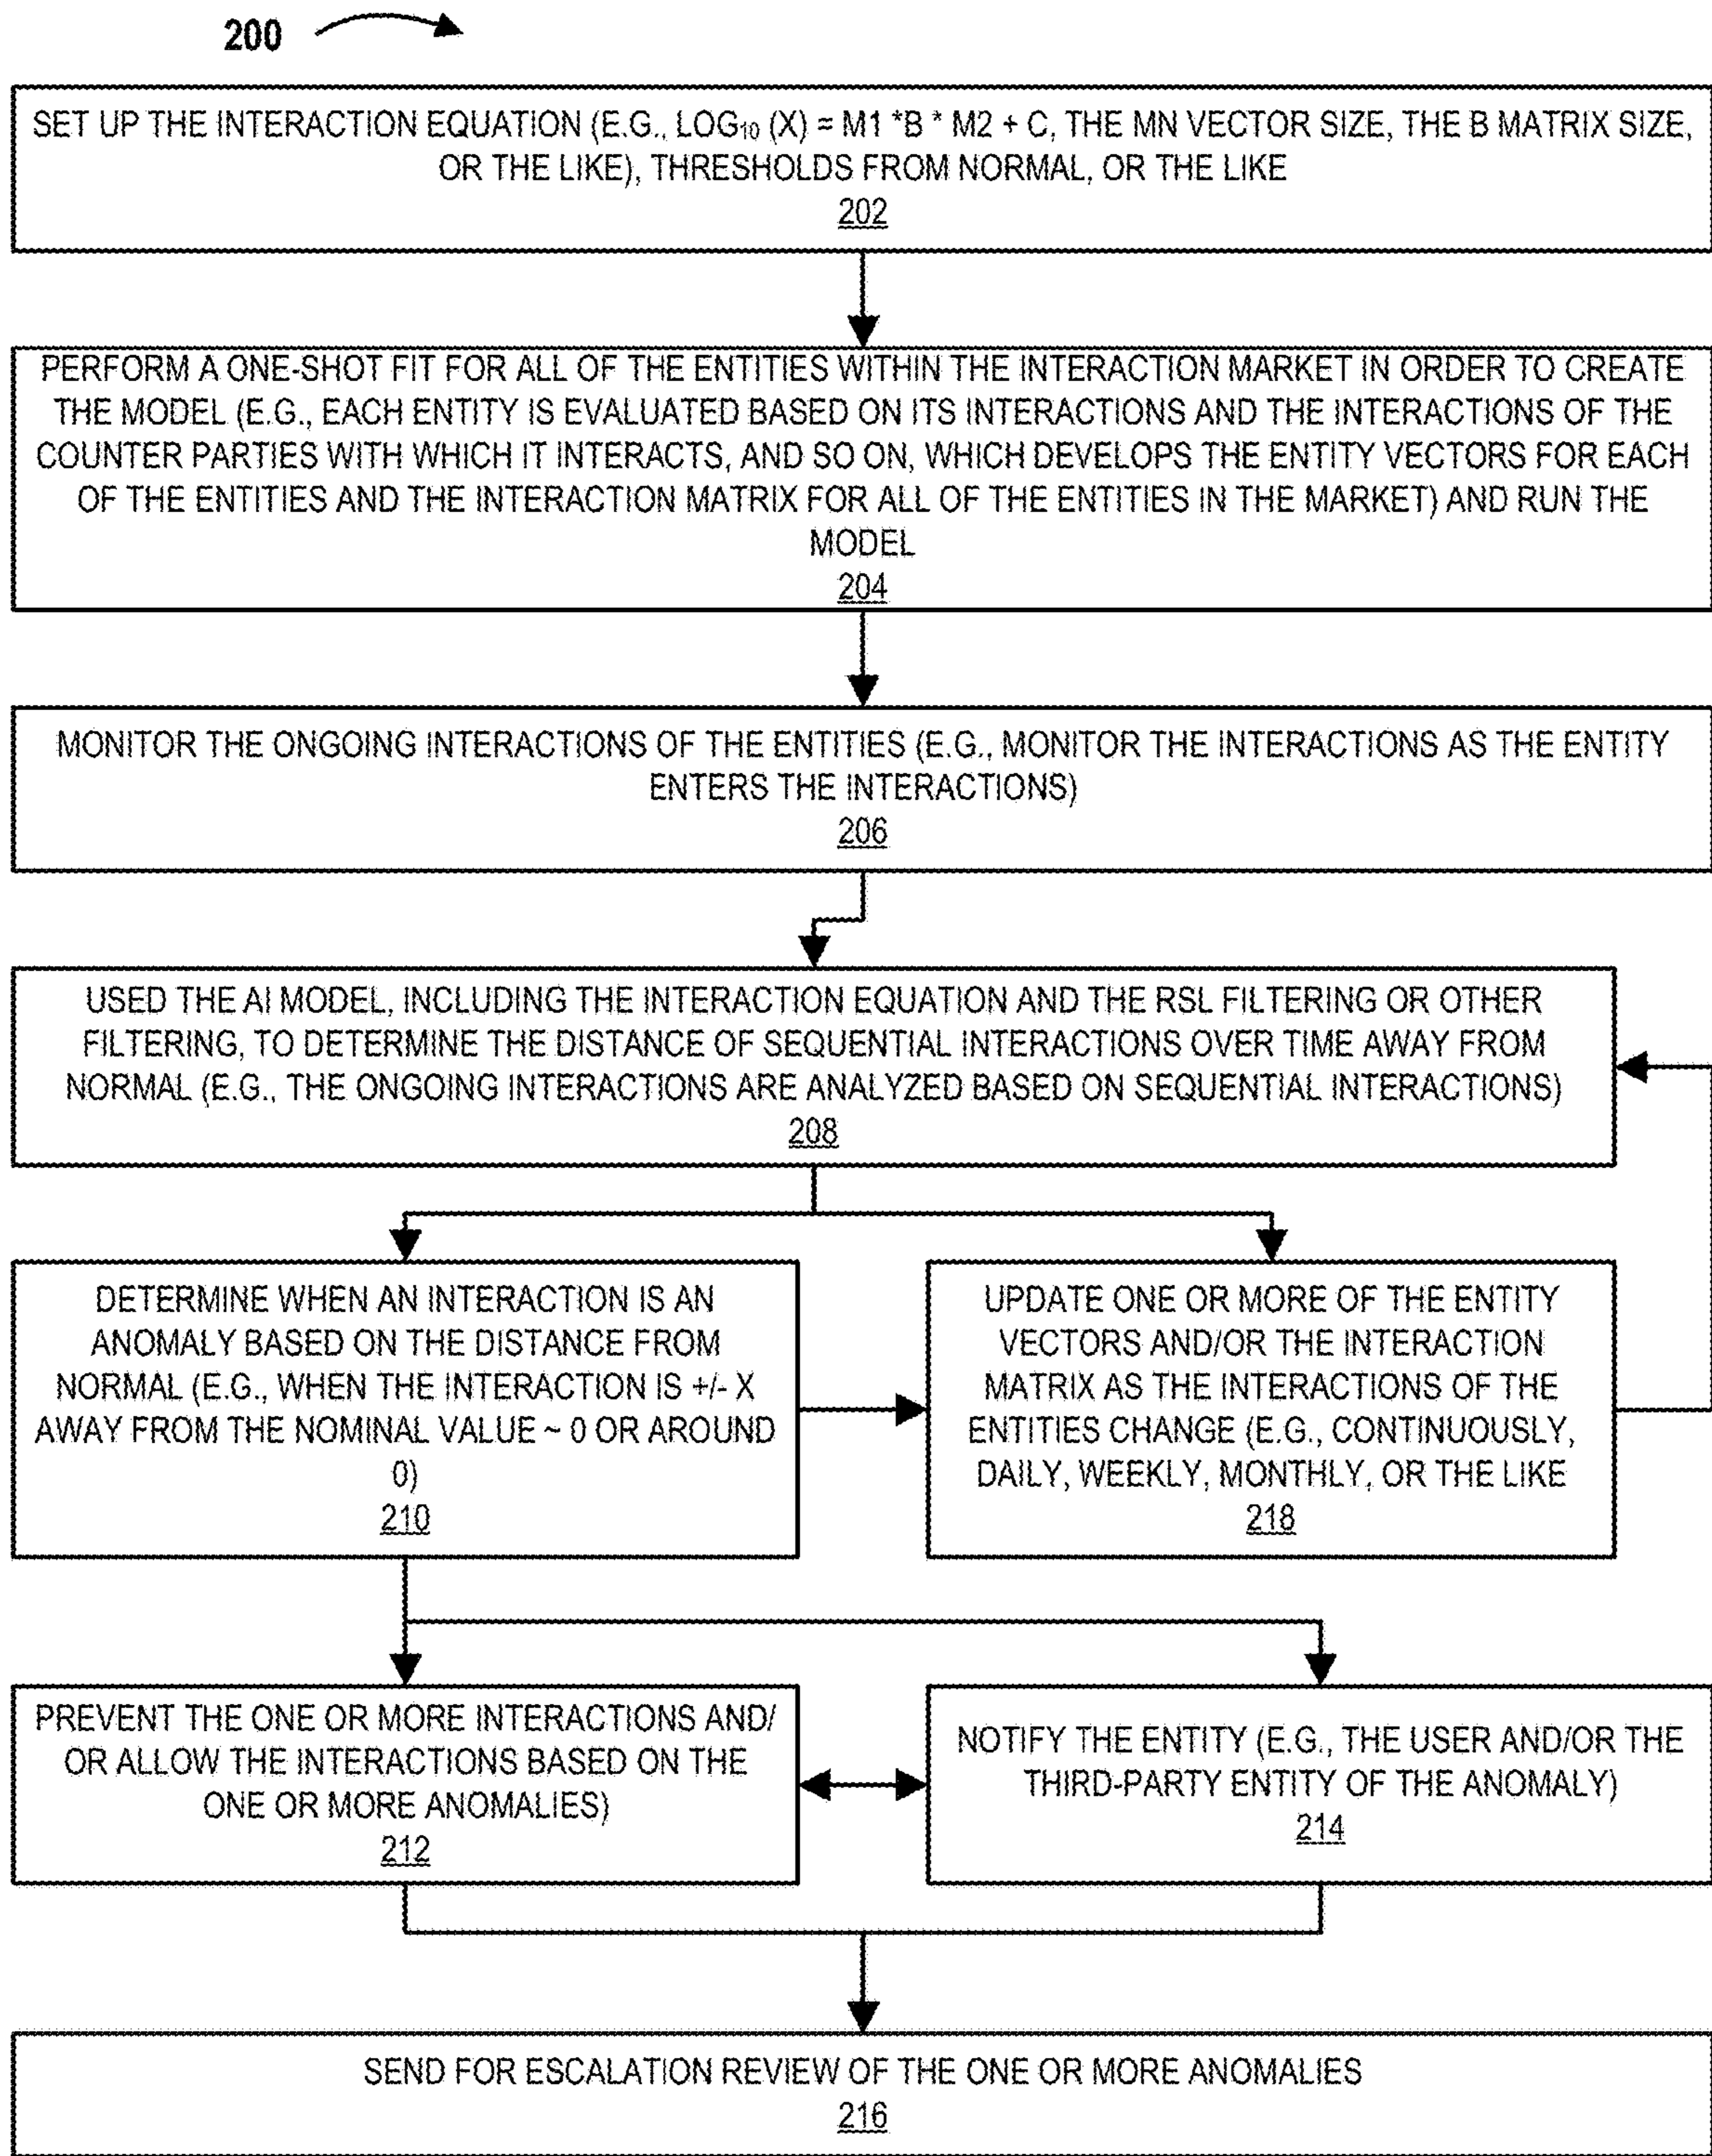 200
SET UP THE INTERACTION EQUATION (E.G., LOG₁₀ (X) = M1 *B * M2 + C, THE MN VECTOR SIZE, THE B MATRIX SIZE,
OR THE LIKE), THRESHOLDS FROM NORMAL, OR THE LIKE
202
PERFORM A ONE-SHOT FIT FOR ALL OF THE ENTITIES WITHIN THE INTERACTION MARKET IN ORDER TO CREATE
THE MODEL (E.G., EACH ENTITY IS EVALUATED BASED ON ITS INTERACTIONS AND THE INTERACTIONS OF THE
COUNTER PARTIES WITH WHICH IT INTERACTS, AND SO ON, WHICH DEVELOPS THE ENTITY VECTORS FOR EACH
OF THE ENTITIES AND THE INTERACTION MATRIX FOR ALL OF THE ENTITIES IN THE MARKET) AND RUN THE
MODEL
204
MONITOR THE ONGOING INTERACTIONS OF THE ENTITIES (E.G., MONITOR THE INTERACTIONS AS THE ENTITY
ENTERS THE INTERACTIONS)
206
USED THE AI MODEL, INCLUDING THE INTERACTION EQUATION AND THE RSL FILTERING OR OTHER
FILTERING, TO DETERMINE THE DISTANCE OF SEQUENTIAL INTERACTIONS OVER TIME AWAY FROM
NORMAL (E.G., THE ONGOING INTERACTIONS ARE ANALYZED BASED ON SEQUENTIAL INTERACTIONS)
208
DETERMINE WHEN AN INTERACTION IS AN
ANOMALY BASED ON THE DISTANCE FROM
NORMAL (E.G., WHEN THE INTERACTION IS +/- X
AWAY FROM THE NOMINAL VALUE ~ 0 OR AROUND
0)
210
UPDATE ONE OR MORE OF THE ENTITY
VECTORS AND/OR THE INTERACTION
MATRIX AS THE INTERACTIONS OF THE
ENTITIES CHANGE (E.G., CONTINUOUSLY,
DAILY, WEEKLY, MONTHLY, OR THE LIKE
218
PREVENT THE ONE OR MORE INTERACTIONS AND/
OR ALLOW THE INTERACTIONS BASED ON THE
ONE OR MORE ANOMALIES)
212
NOTIFY THE ENTITY (E.G., THE USER AND/OR THE
THIRD-PARTY ENTITY OF THE ANOMALY)
214
SEND FOR ESCALATION REVIEW OF THE ONE OR MORE ANOMALIES
216